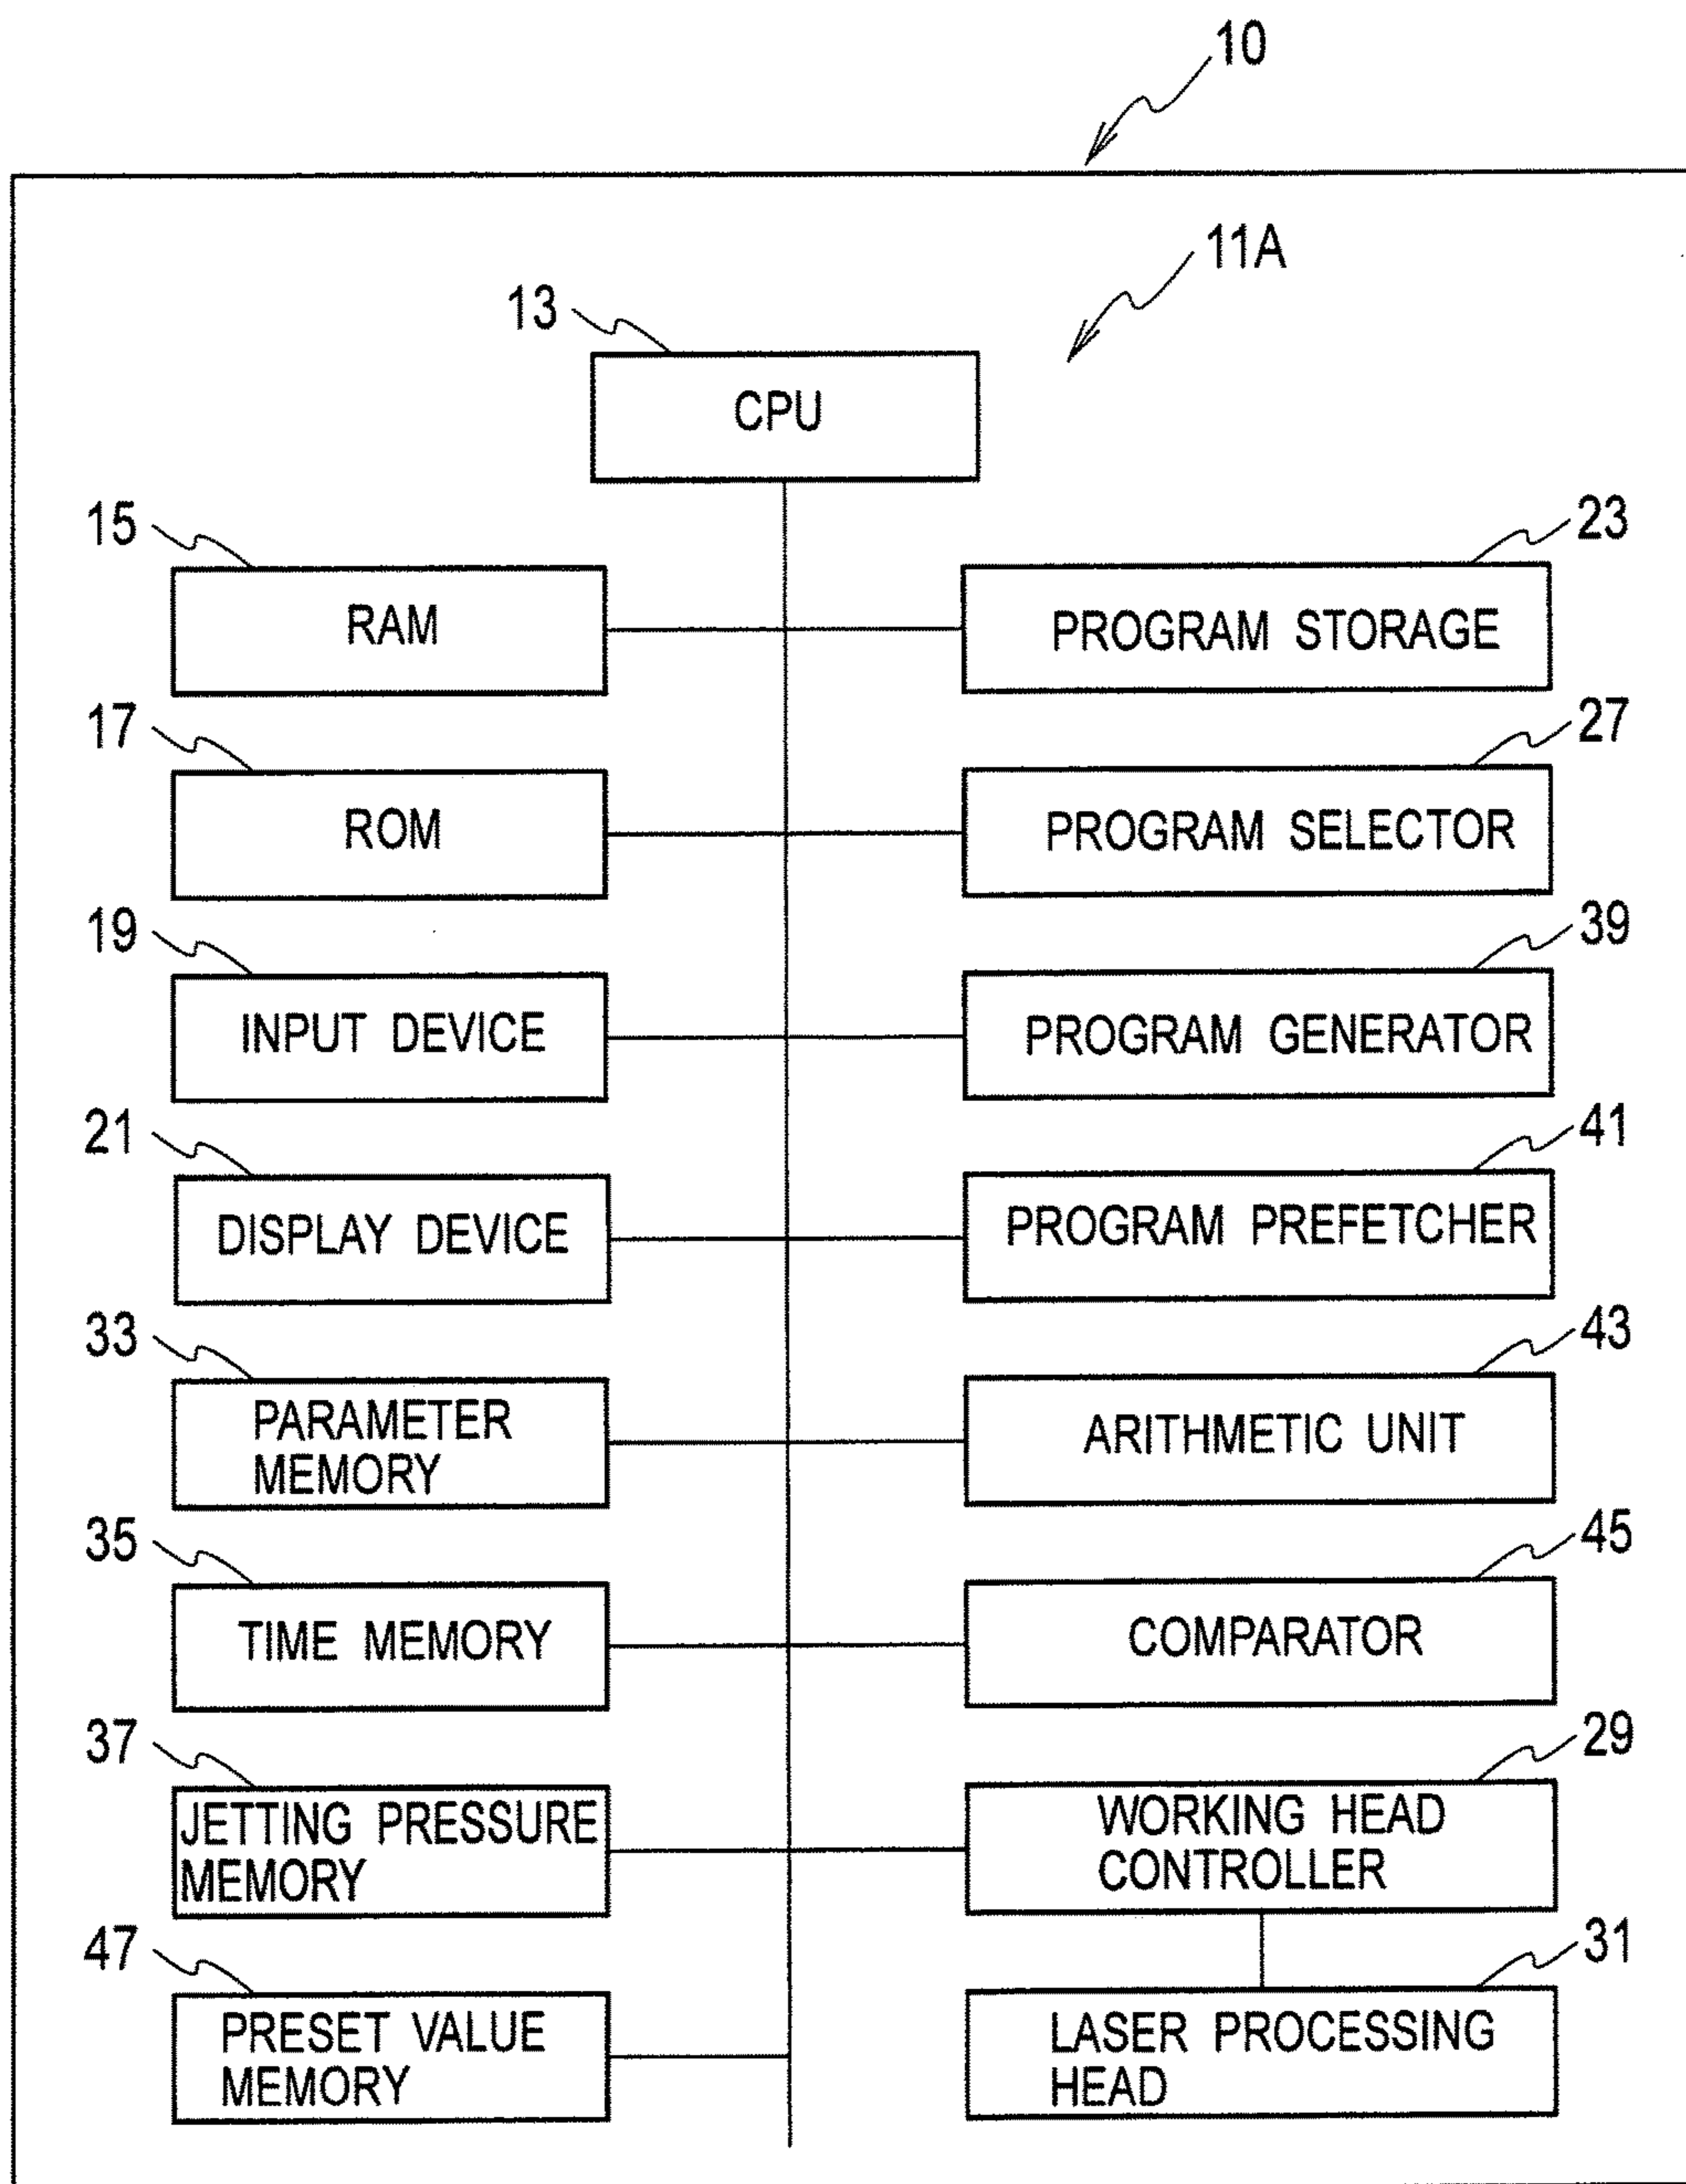 10
11A
13
CPU
15
23
RAM
PROGRAM STORAGE
17
27
ROM
PROGRAM SELECTOR
19
39
INPUT DEVICE
PROGRAM GENERATOR
21
41
DISPLAY DEVICE
PROGRAM PREFETCHER
33
43
PARAMETER
MEMORY
ARITHMETIC UNIT
35
45
TIME MEMORY
COMPARATOR
37
29
JETTING PRESSURE
MEMORY
WORKING HEAD
CONTROLLER
47
31
PRESET VALUE
MEMORY
LASER PROCESSING
HEAD